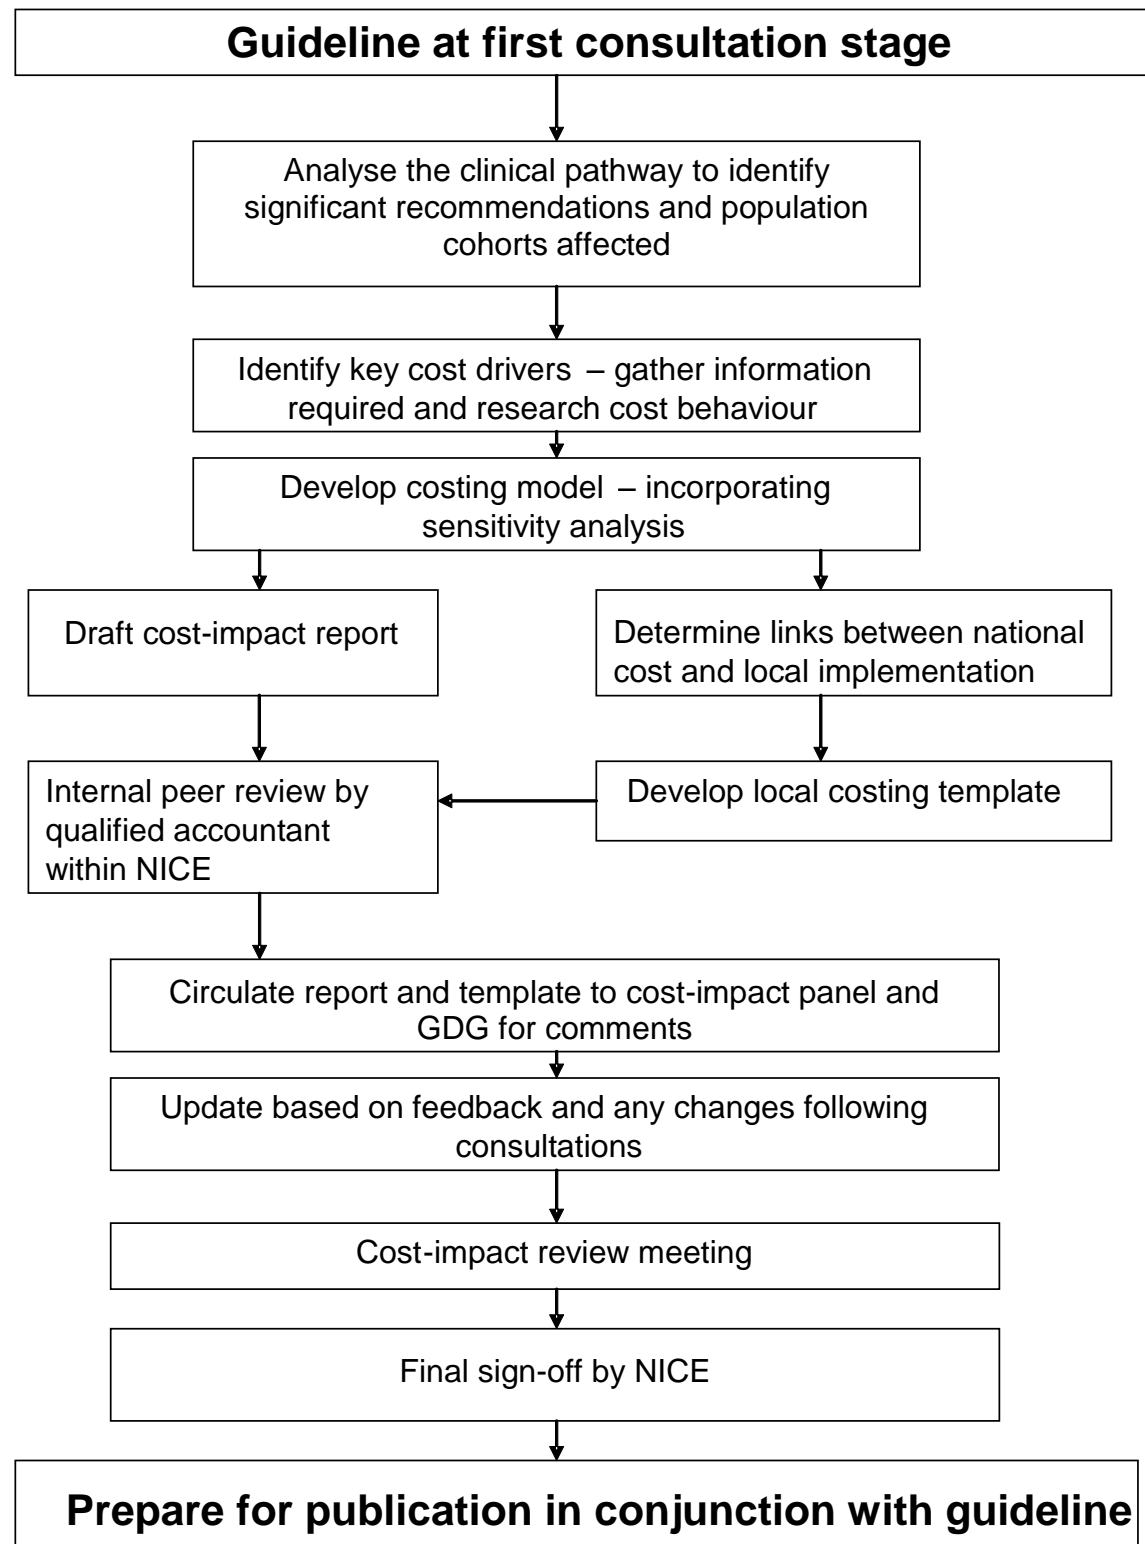 Guideline at first consultation stage
Analyse the clinical pathway to identify
significant recommendations and population
cohorts affected
Identify key cost drivers – gather information
required and research cost behaviour
Develop costing model – incorporating
sensitivity analysis
Draft cost-impact report
Determine links between national
cost and local implementation
Internal peer review by
qualified accountant
within NICE
Develop local costing template
Circulate report and template to cost-impact panel and
GDG for comments
Update based on feedback and any changes following
consultations
Cost-impact review meeting
Final sign-off by NICE
Prepare for publication in conjunction with guideline